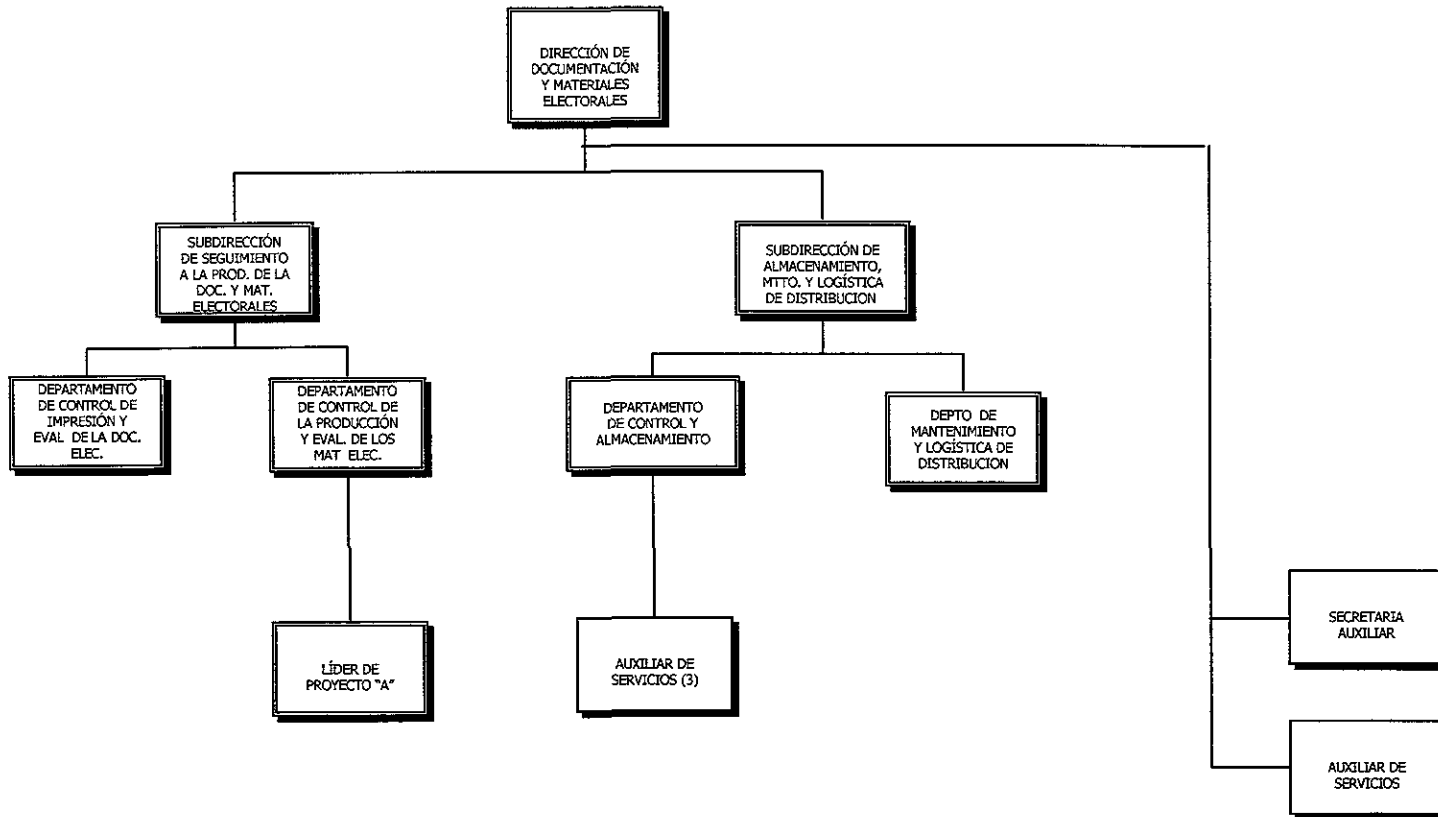 DIRECCIÓN DE
DOCUMENTACIÓN
Y MATERIALES
ELECTORALES
SUBDIRECCIÓN
DE SEGUIMIENTO
A LA PROD. DE LA
DOC. Y MAT.
ELECTORALES
SUBDIRECCIÓN DE
ALMACENAMIENTO,
MTTO. Y LOGÍSTICA
DE DISTRIBUCION
DEPARTAMENTO
DE CONTROL DE
IMPRESIÓN Y
EVAL DE LA DOC.
ELEC.
DEPARTAMENTO
DE CONTROL DE
LA PRODUCCIÓN
Y EVAL. DE LOS
MAT ELEC.
DEPARTAMENTO
DE CONTROL Y
ALMACENAMIENTO
DEPTO DE
MANTENIMIENTO
Y LOGÍSTICA DE
DISTRIBUCION
LÍDER DE
PROYECTO "A"
AUXILIAR DE
SERVICIOS (3)
SECRETARIA
AUXILIAR
AUXILIAR DE
SERVICIOS